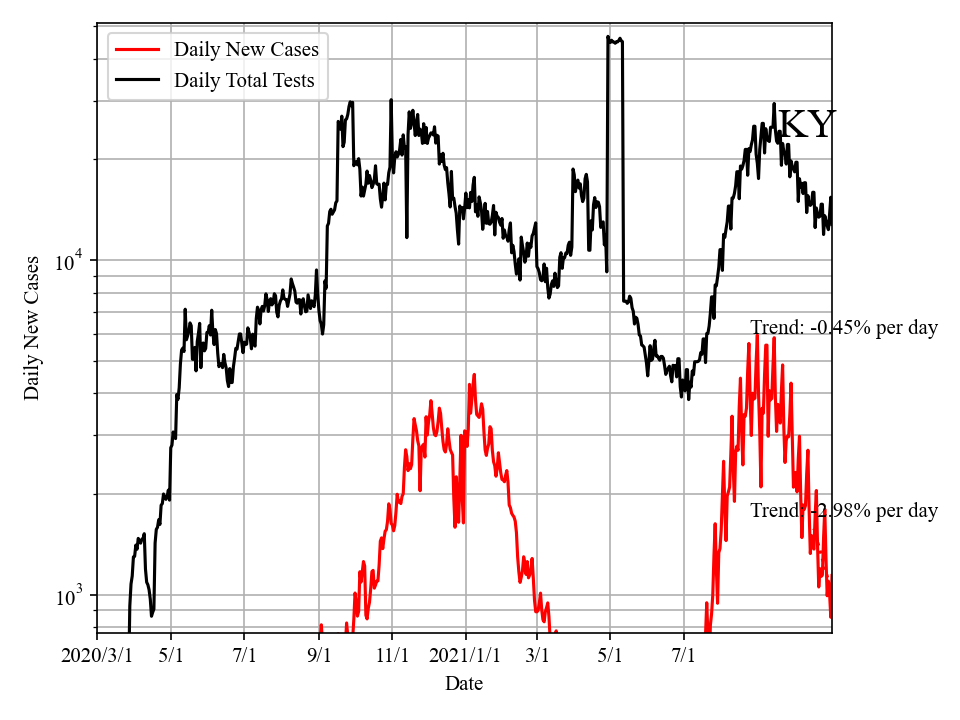 Daily New Cases
Daily Total Tests
KY
10^4
Daily New Cases
Trend: -0.45% per day
Trend: -2.98% per day
10^3
2020/3/1 5/1 7/1 9/1 11/1 2021/1/1 3/1 5/1 7/1
Date